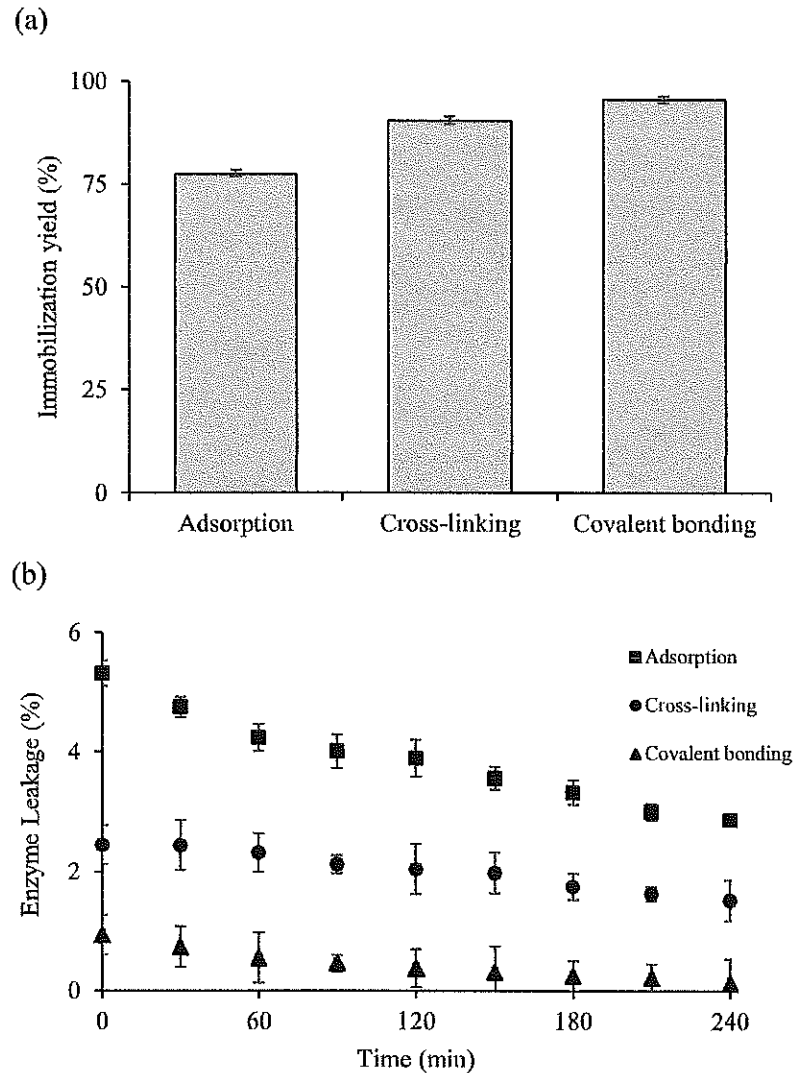 (a)
100
75
50
25
0
Immobilization yield (%)
Adsorption Cross-linking Covalent bonding
(b)
6
4
2
0
Enzyme Leakage (%)
Adsorption
Cross-linking
Covalent bonding
0 60 120 180 240
Time (min)